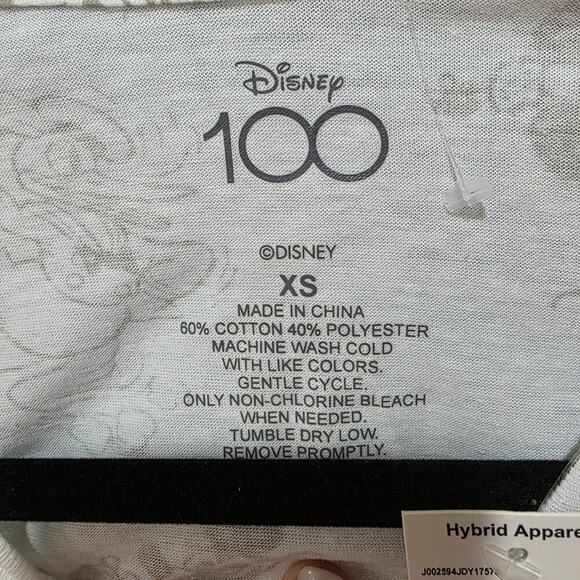 Disney
100
©DISNEY
XS
MADE IN CHINA
60% COTTON 40% POLYESTER
MACHINE WASH COLD
WITH LIKE COLORS.
GENTLE CYCLE.
ONLY NON-CHLORINE BLEACH
WHEN NEEDED.
TUMBLE DRY LOW.
REMOVE PROMPTLY.
Hybrid Appare